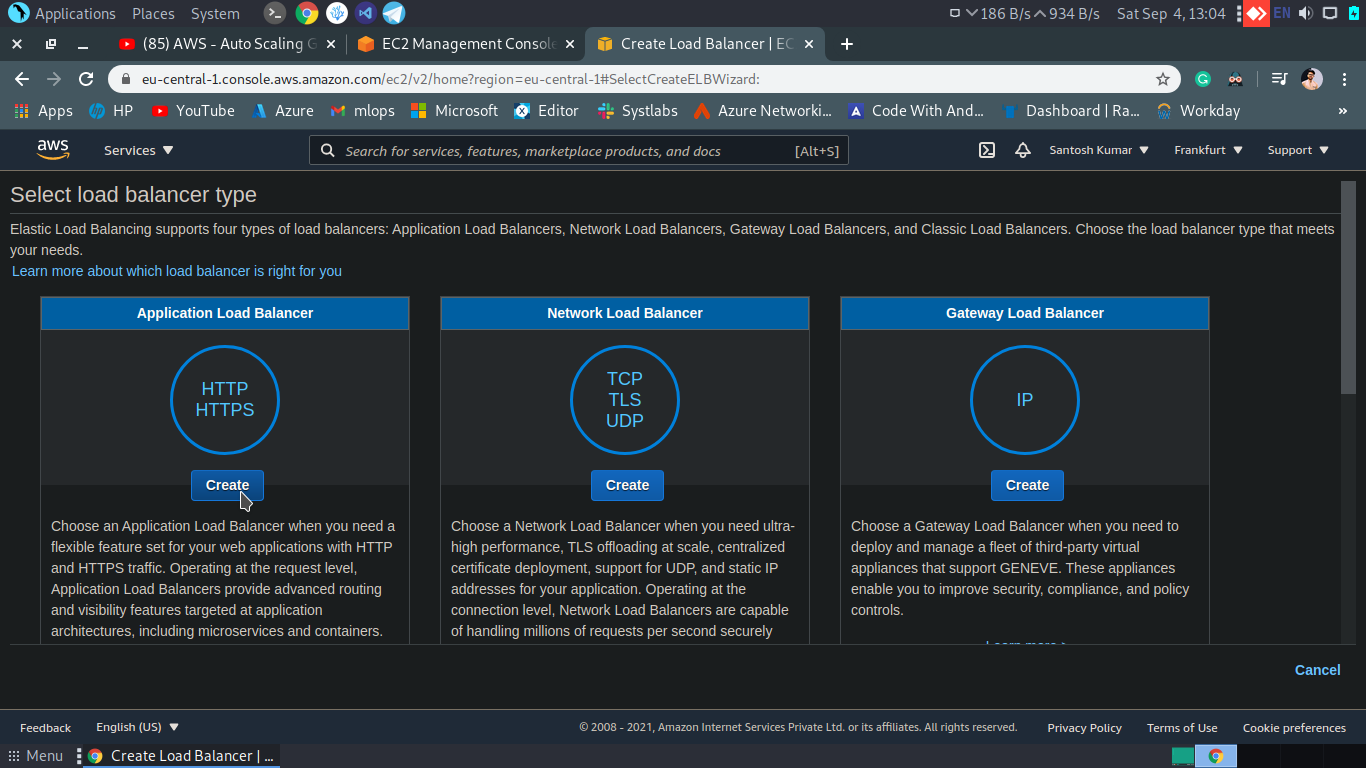 Applications Places System
186 B/s 934 B/s Sat Sep 4, 13:04 EN
(85) AWS - Auto Scaling G
EC2 Management Console
Create Load Balancer | EC
eu-central-1.console.aws.amazon.com/ec2/v2/home?region=eu-central-1#SelectCreateELBWizard:
Apps HP YouTube Azure mlops Microsoft Editor Systlabs Azure Networki... Code With And... Dashboard | Ra... Workday »
aws Services Search for services, features, marketplace products, and docs [Alt+S] Santosh Kumar Frankfurt Support
Select load balancer type
Elastic Load Balancing supports four types of load balancers: Application Load Balancers, Network Load Balancers, Gateway Load Balancers, and Classic Load Balancers. Choose the load balancer type that meets
your needs.
Learn more about which load balancer is right for you
Application Load Balancer
HTTP
HTTPS
Create
Choose an Application Load Balancer when you need a
flexible feature set for your web applications with HTTP
and HTTPS traffic. Operating at the request level,
Application Load Balancers provide advanced routing
and visibility features targeted at application
architectures, including microservices and containers.
Network Load Balancer
TCP
TLS
UDP
Create
Choose a Network Load Balancer when you need ultra-
high performance, TLS offloading at scale, centralized
certificate deployment, support for UDP, and static IP
addresses for your application. Operating at the
connection level, Network Load Balancers are capable
of handling millions of requests per second securely
Gateway Load Balancer
IP
Create
Choose a Gateway Load Balancer when you need to
deploy and manage a fleet of third-party virtual
appliances that support GENEVE. These appliances
enable you to improve security, compliance, and policy
controls.
Learn more >
Cancel
Feedback English (US) © 2008 - 2021, Amazon Internet Services Private Ltd. or its affiliates. All rights reserved. Privacy Policy Terms of Use Cookie preferences
Menu Create Load Balancer | ...